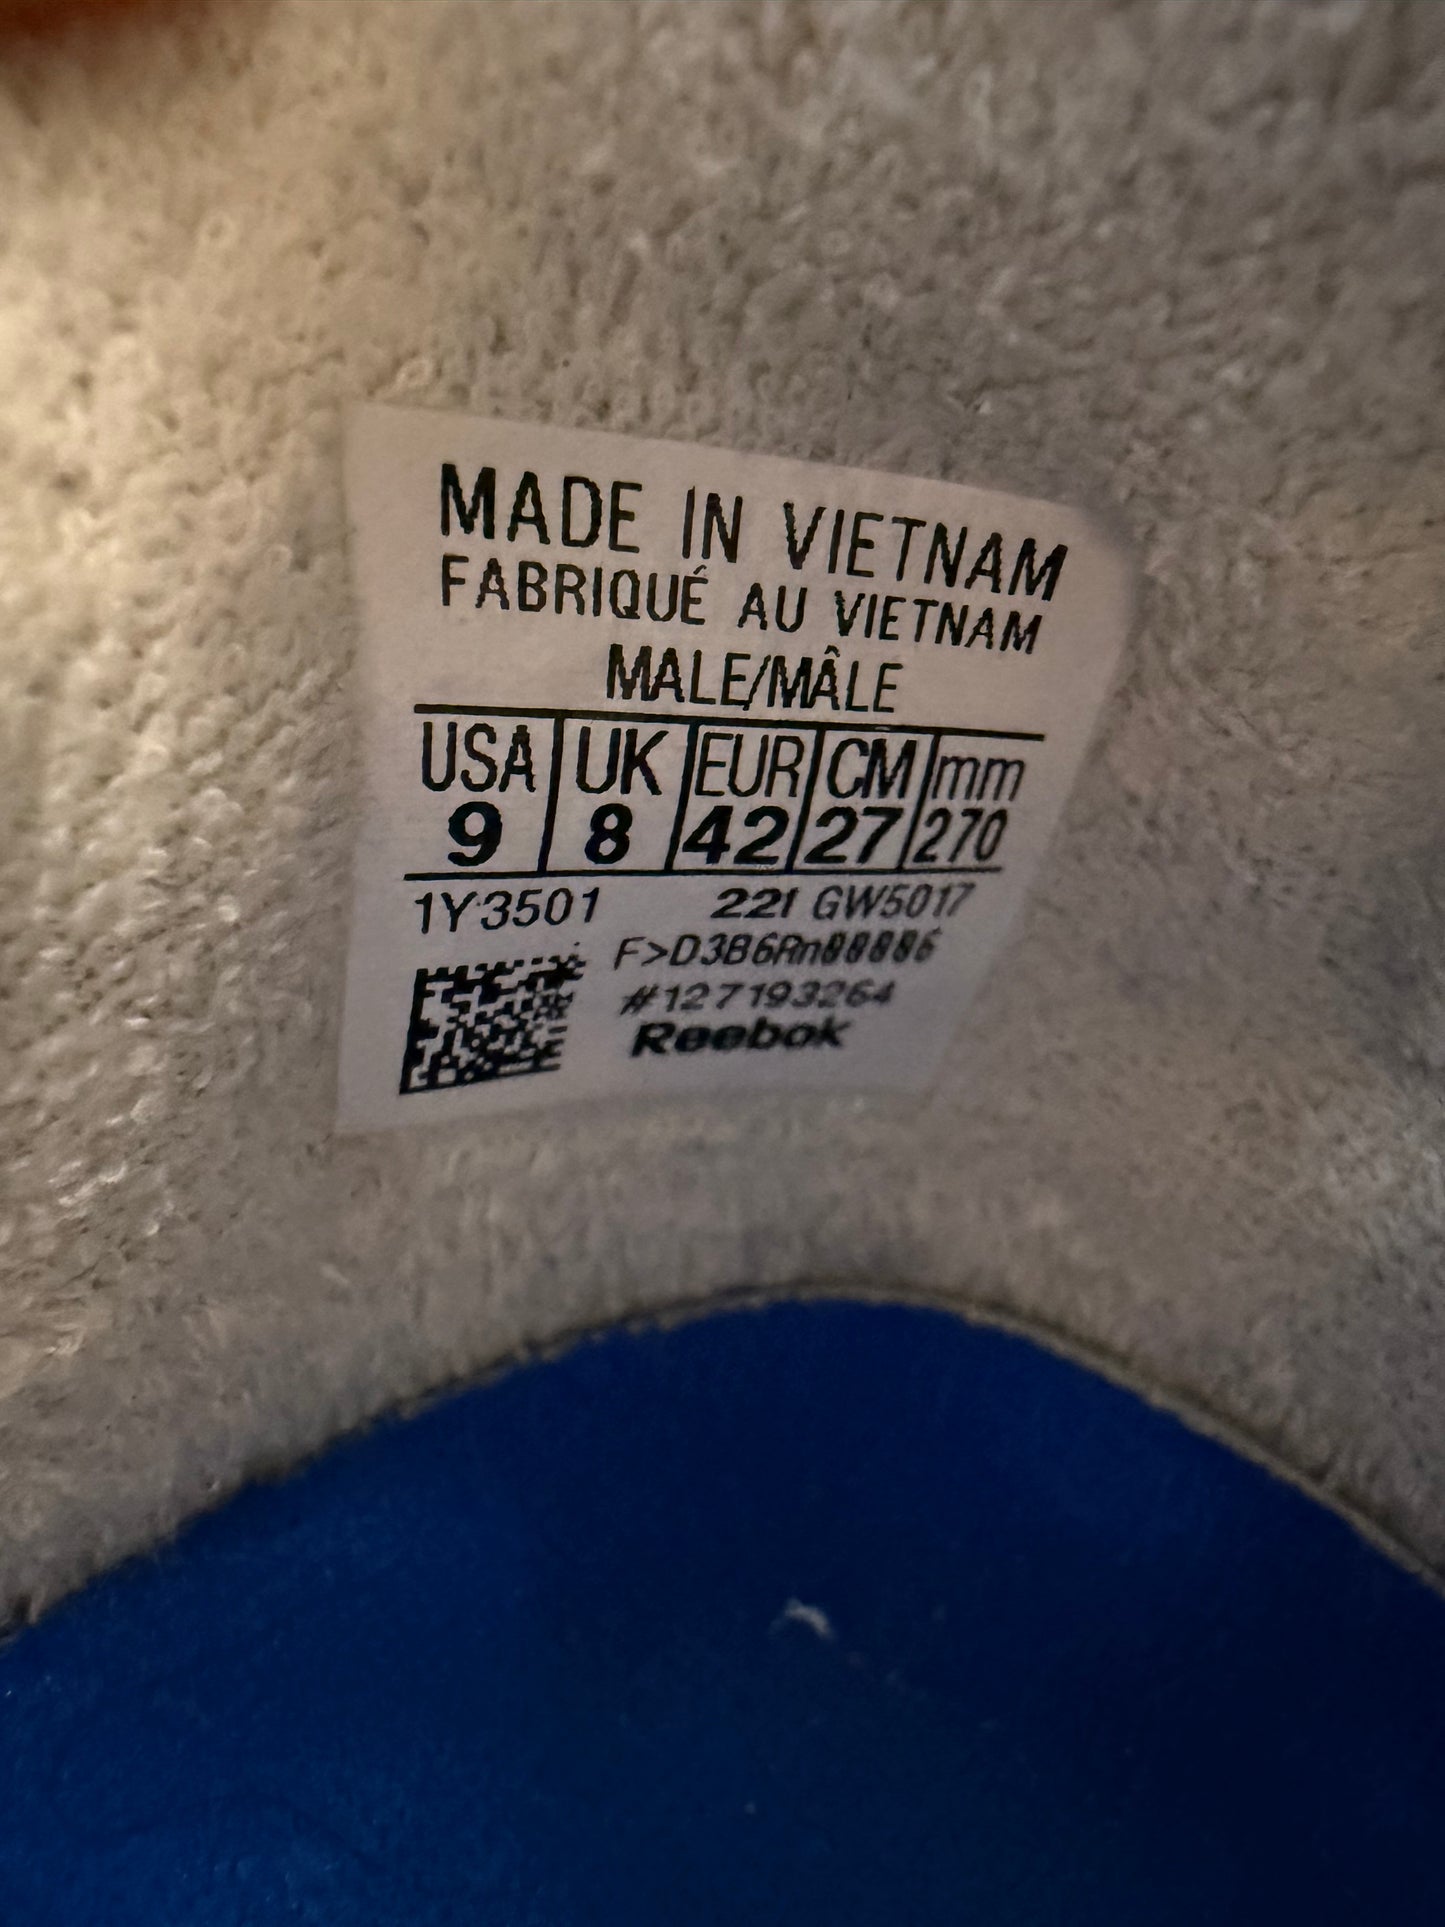 MADE IN VIETNAM
FABRIQUÉ AU VIETNAM
MALE/MÂLE
USA UK EUR CM mm
9 8 42 27 270
1Y3501 221 GW5017
#127193264
Reebok